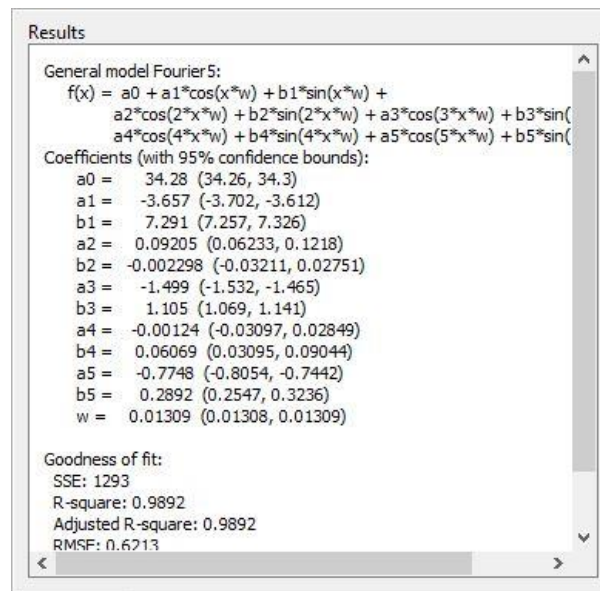 Results
General model Fourier5:
f(x) = a0 + a1*cos(x*w) + b1*sin(x*w) +
a2*cos(2*x*w) + b2*sin(2*x*w) + a3*cos(3*x*w) + b3*sin(
a4*cos(4*x*w) + b4*sin(4*x*w) + a5*cos(5*x*w) + b5*sin(
Coefficients (with 95% confidence bounds):
a0 = 34.28 (34.26, 34.3)
a1 = -3.657 (-3.702, -3.612)
b1 = 7.291 (7.257, 7.326)
a2 = 0.09205 (0.06233, 0.1218)
b2 = -0.002298 (-0.03211, 0.02751)
a3 = -1.499 (-1.532, -1.465)
b3 = 1.105 (1.069, 1.141)
a4 = -0.00124 (-0.03097, 0.02849)
b4 = 0.06069 (0.03095, 0.09044)
a5 = -0.7748 (-0.8054, -0.7442)
b5 = 0.2892 (0.2547, 0.3236)
w = 0.01309 (0.01308, 0.01309)
Goodness of fit:
SSE: 1293
R-square: 0.9892
Adjusted R-square: 0.9892
RMSE: 0.6213